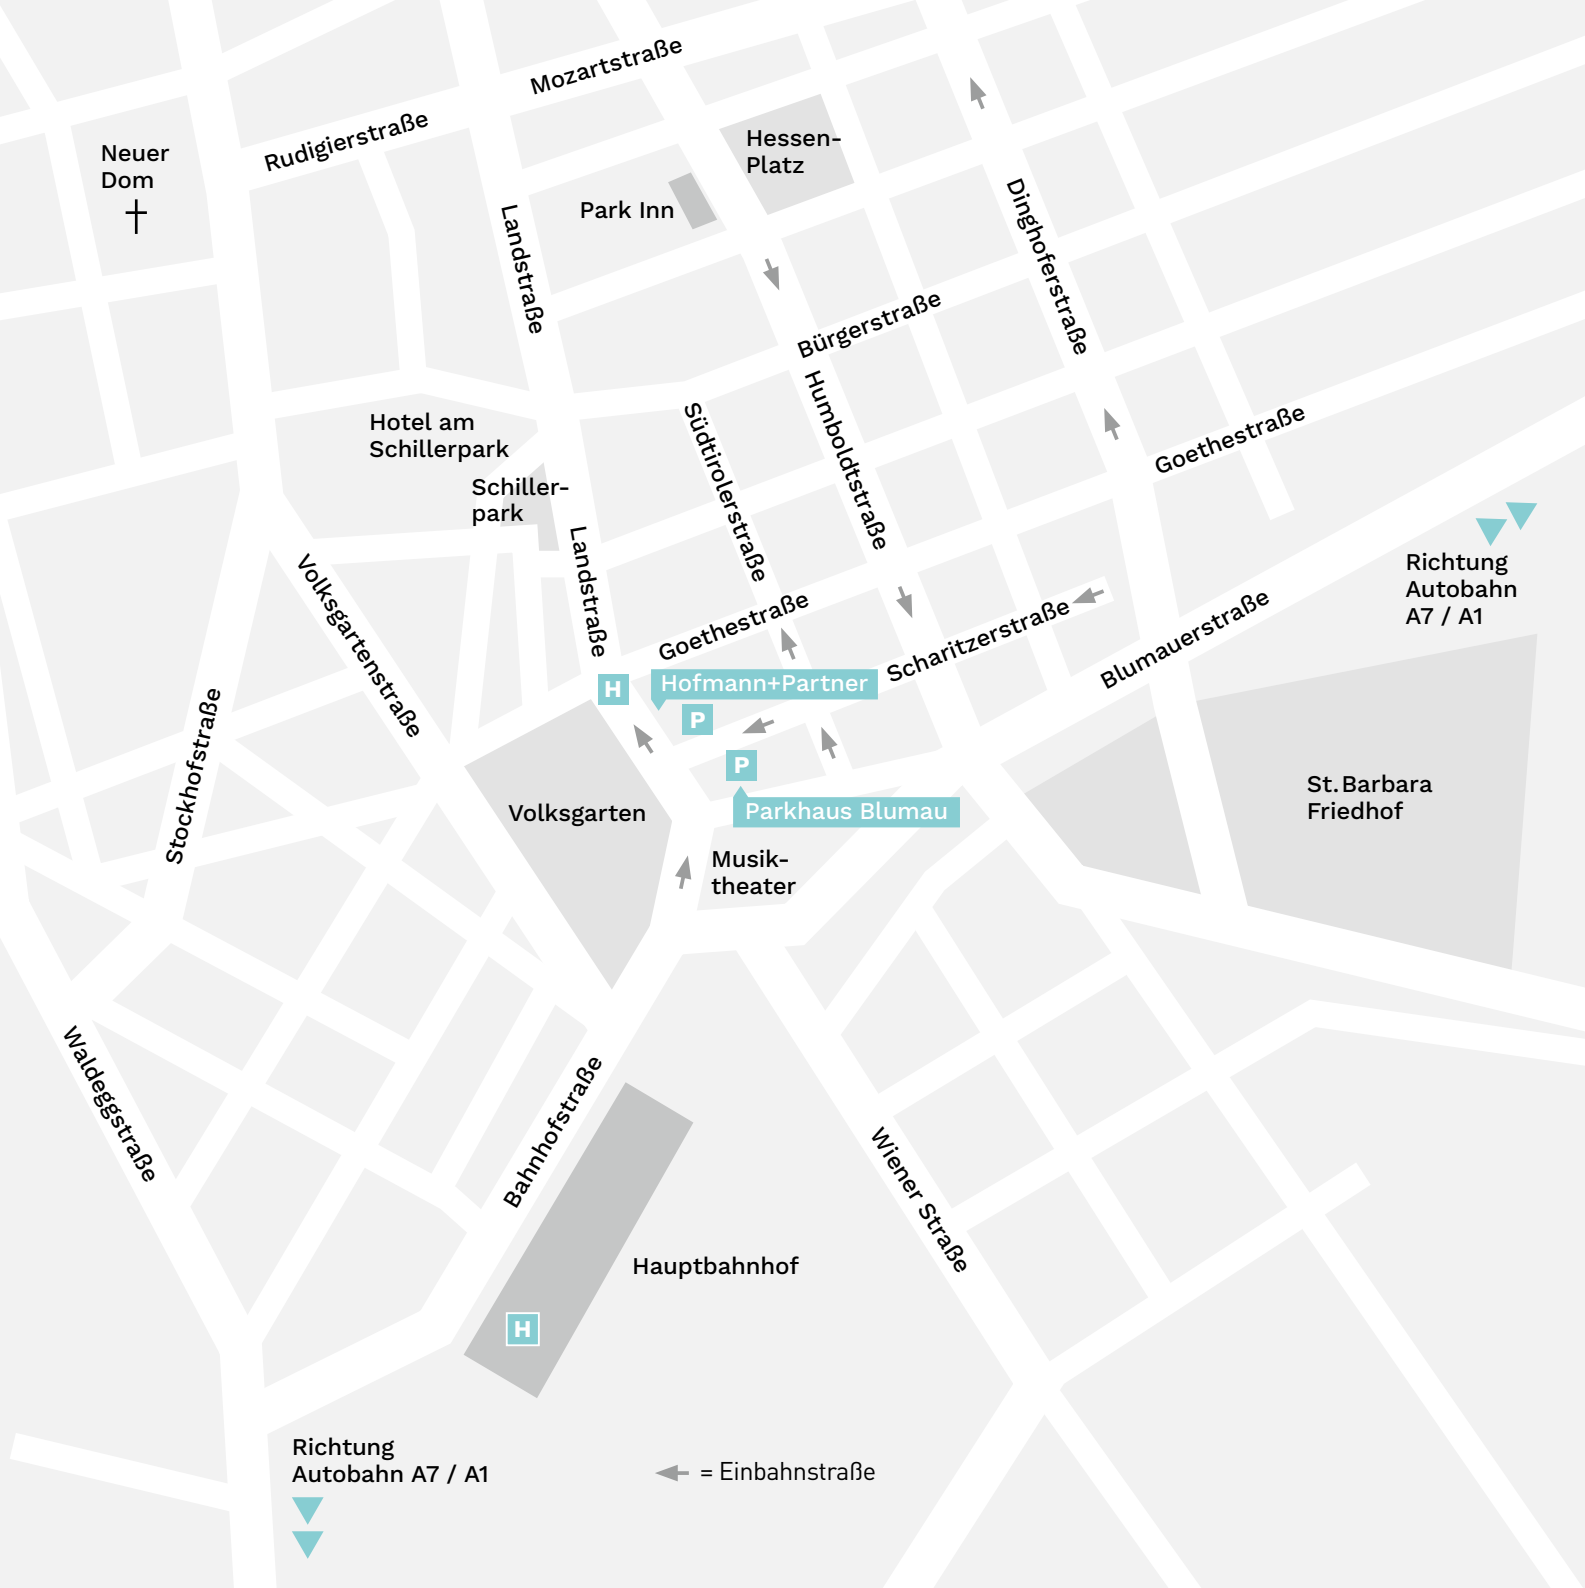 Mozartstraße
Rudigierstraße
Neuer
Dom
Hessen-
Platz
Park Inn
Landstraße
Dinghoferstraße
Bürgerstraße
Humboldtstraße
Südtirolerstraße
Hotel am
Schillerpark
Schiller-
park
Goethestraße
Landstraße
Volksgartenstraße
Richtung
Autobahn
A7 / A1
Goethestraße
Scharitzerstraße
Blumauerstraße
H
Hofmann+Partner
P
P
Parkhaus Blumau
Stockhofstraße
Volksgarten
St. Barbara
Friedhof
Musik-
theater
Waldeggstraße
Bahnhofstraße
Wiener Straße
Hauptbahnhof
H
Richtung
Autobahn A7 / A1
= Einbahnstraße